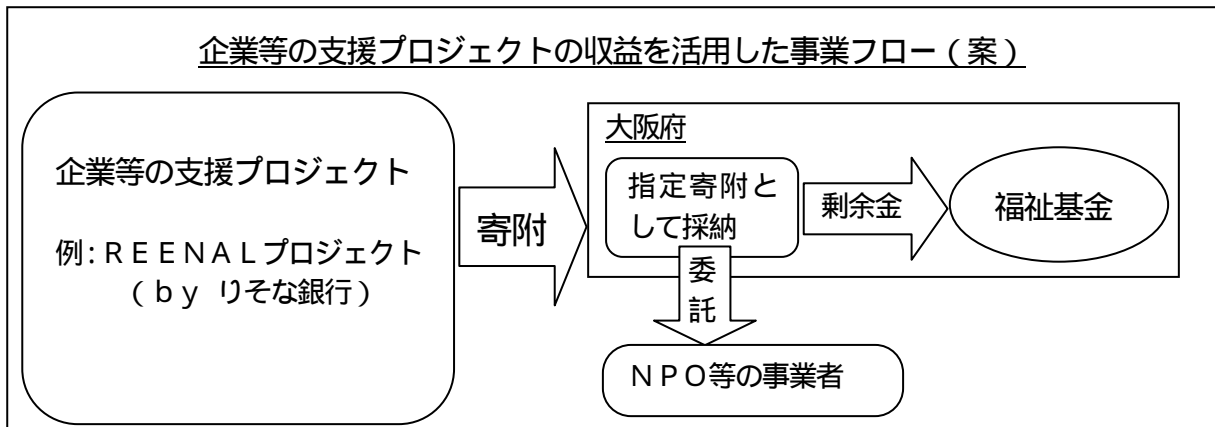 企業等の支援プロジェクトの収益を活用した事業フロー（案）
企業等の支援プロジェクト
例：ＲＥＥＮＡＬプロジェクト
（ｂｙ りそな銀行）
寄附
大阪府
指定寄附と
して採納
剰余金
福祉基金
委
託
ＮＰＯ等の事業者